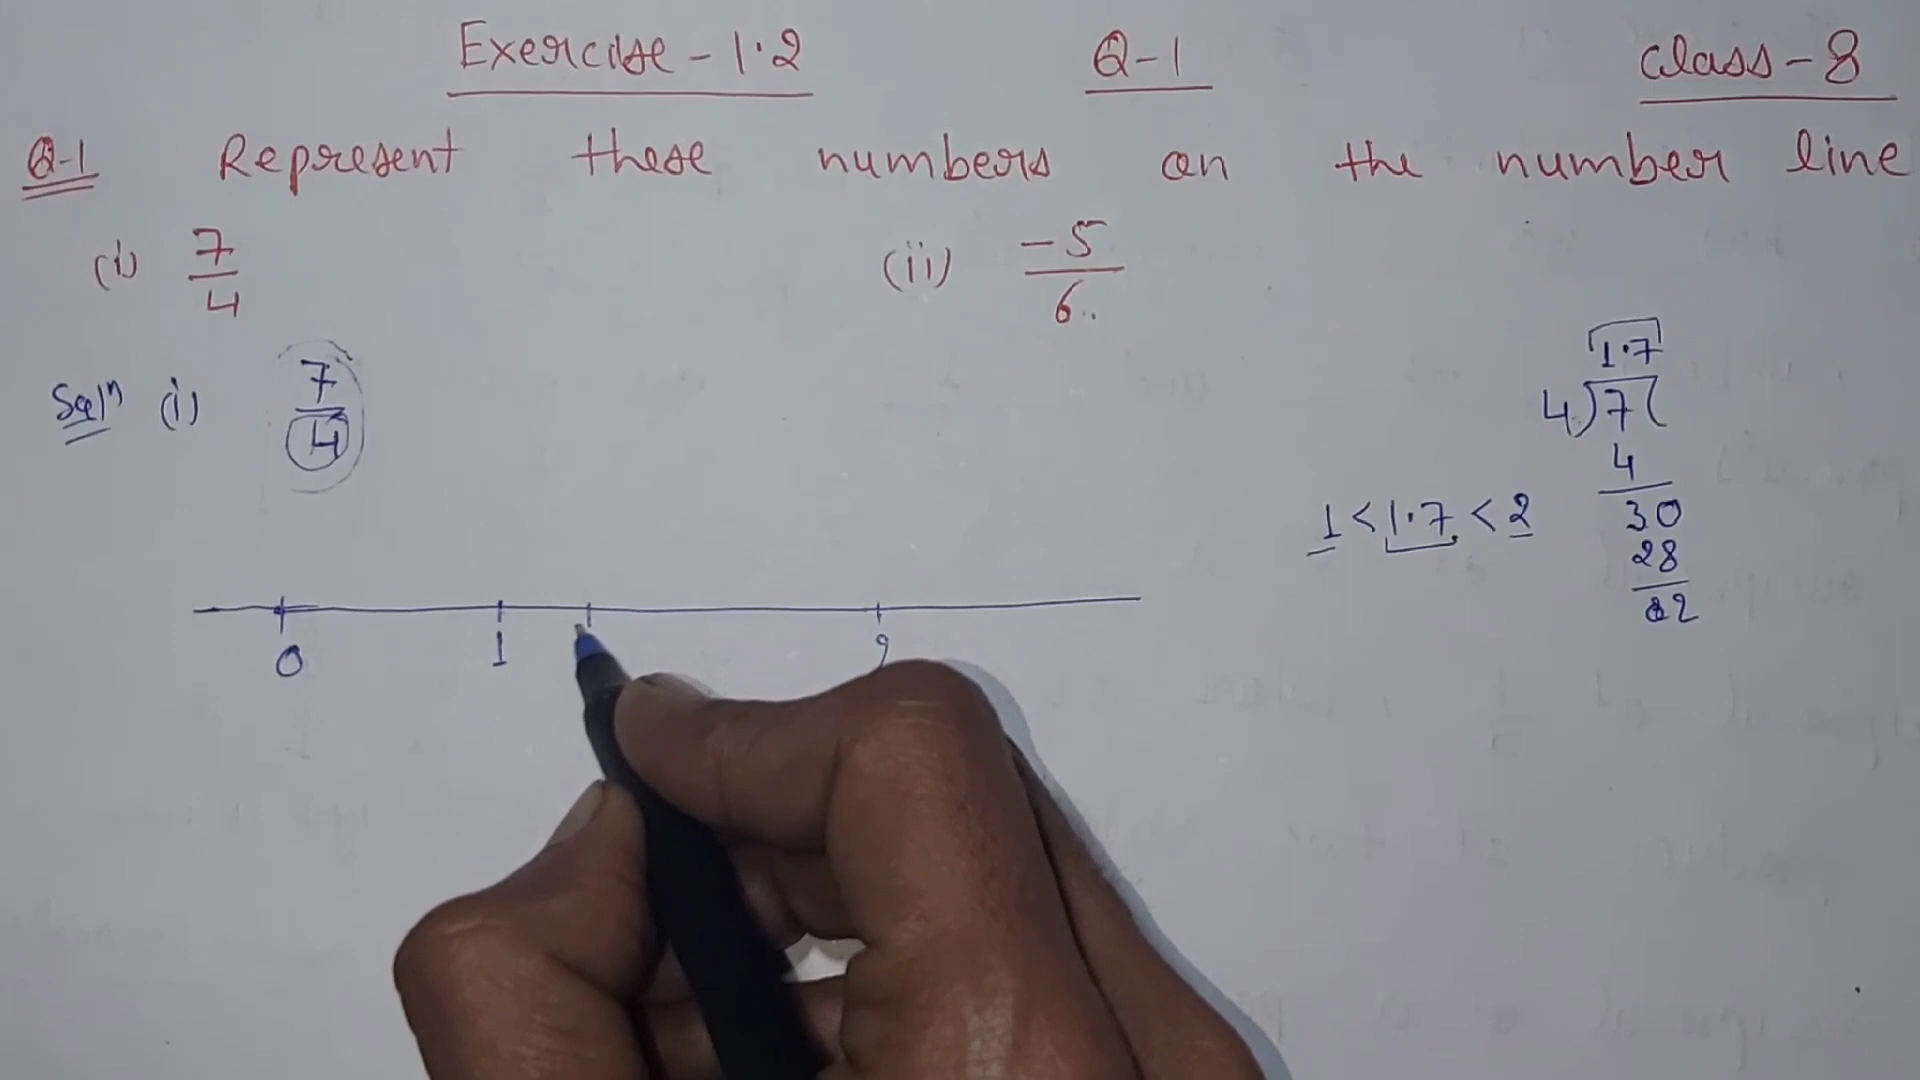 Exercise - 1.2 Q-1 Class - 8
Q-1 Represent these numbers on the number line
(i) 7/4 (ii) -5/6
Solⁿ (i) 7/4
1.7
4)7(
4
30
1 < 1.7 < 2
28
02
0 1 2